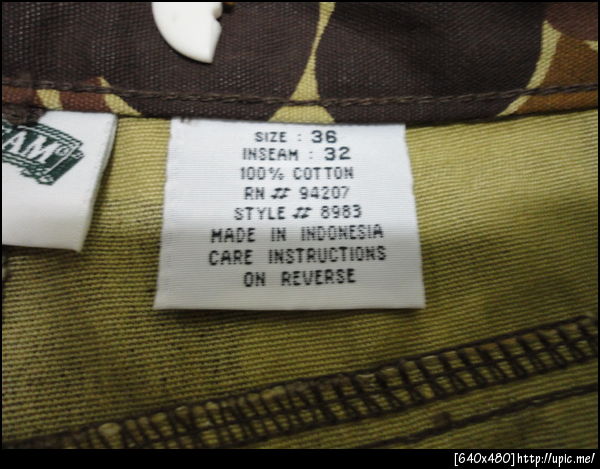 SIZE : 36
INSEAM : 32
100% COTTON
RN # 94207
STYLE # 8983
MADE IN INDONESIA
CARE INSTRUCTIONS
ON REVERSE
AM
[640x480]http://upic.me/